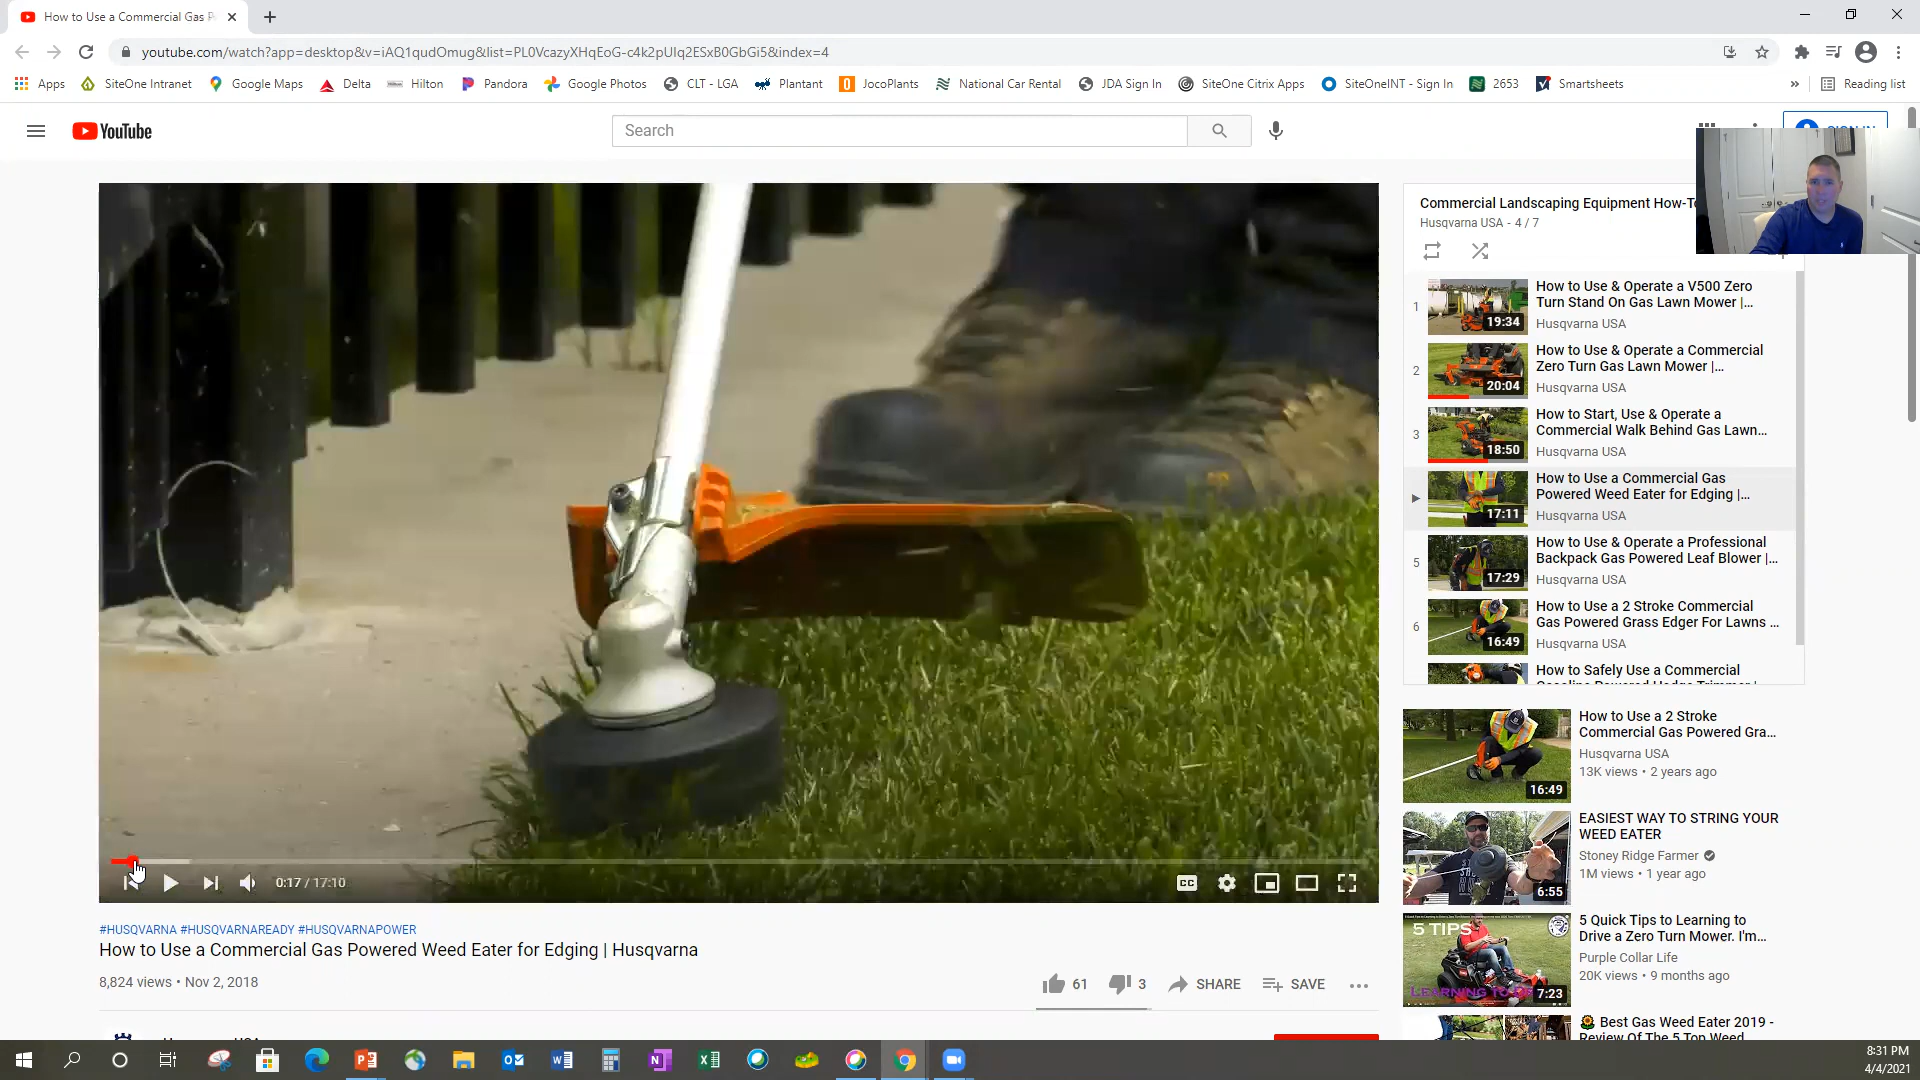 How to Use a Commercial Gas P
youtube.com/watch?app=desktop&v=iAQ1qudOmug&list=PL0VcazyXHqEoG-c4k2pUIq2ESxB0GbGi5&index=4
Apps SiteOne Intranet Google Maps Delta Hilton Pandora Google Photos CLT - LGA Plantant JocoPlants National Car Rental JDA Sign In SiteOne Citrix Apps SiteOneINT - Sign In 2653 Smartsheets » Reading list
YouTube
Search
Commercial Landscaping Equipment How-To
Husqvarna USA - 4 / 7
1
How to Use & Operate a V500 Zero
Turn Stand On Gas Lawn Mower |...
19:34
Husqvarna USA
2
How to Use & Operate a Commercial
Zero Turn Gas Lawn Mower |...
20:04
Husqvarna USA
3
How to Start, Use & Operate a
Commercial Walk Behind Gas Lawn...
18:50
Husqvarna USA
How to Use a Commercial Gas
Powered Weed Eater for Edging |...
17:11
Husqvarna USA
5
How to Use & Operate a Professional
Backpack Gas Powered Leaf Blower |...
17:29
Husqvarna USA
6
How to Use a 2 Stroke Commercial
Gas Powered Grass Edger For Lawns ...
16:49
Husqvarna USA
How to Safely Use a Commercial
0:17 / 17:10
CC
#HUSQVARNA #HUSQVARNAREADY #HUSQVARNAPOWER
How to Use a Commercial Gas Powered Weed Eater for Edging | Husqvarna
8,824 views • Nov 2, 2018
61 3 SHARE SAVE
How to Use a 2 Stroke
Commercial Gas Powered Gra...
Husqvarna USA
13K views • 2 years ago
16:49
EASIEST WAY TO STRING YOUR
WEED EATER
Stoney Ridge Farmer
1M views • 1 year ago
6:55
5 TIPS
5 Quick Tips to Learning to
Drive a Zero Turn Mower. I'm...
Purple Collar Life
20K views • 9 months ago
7:23
Best Gas Weed Eater 2019 -
Review Of The 5 Top Weed
8:31 PM
4/4/2021